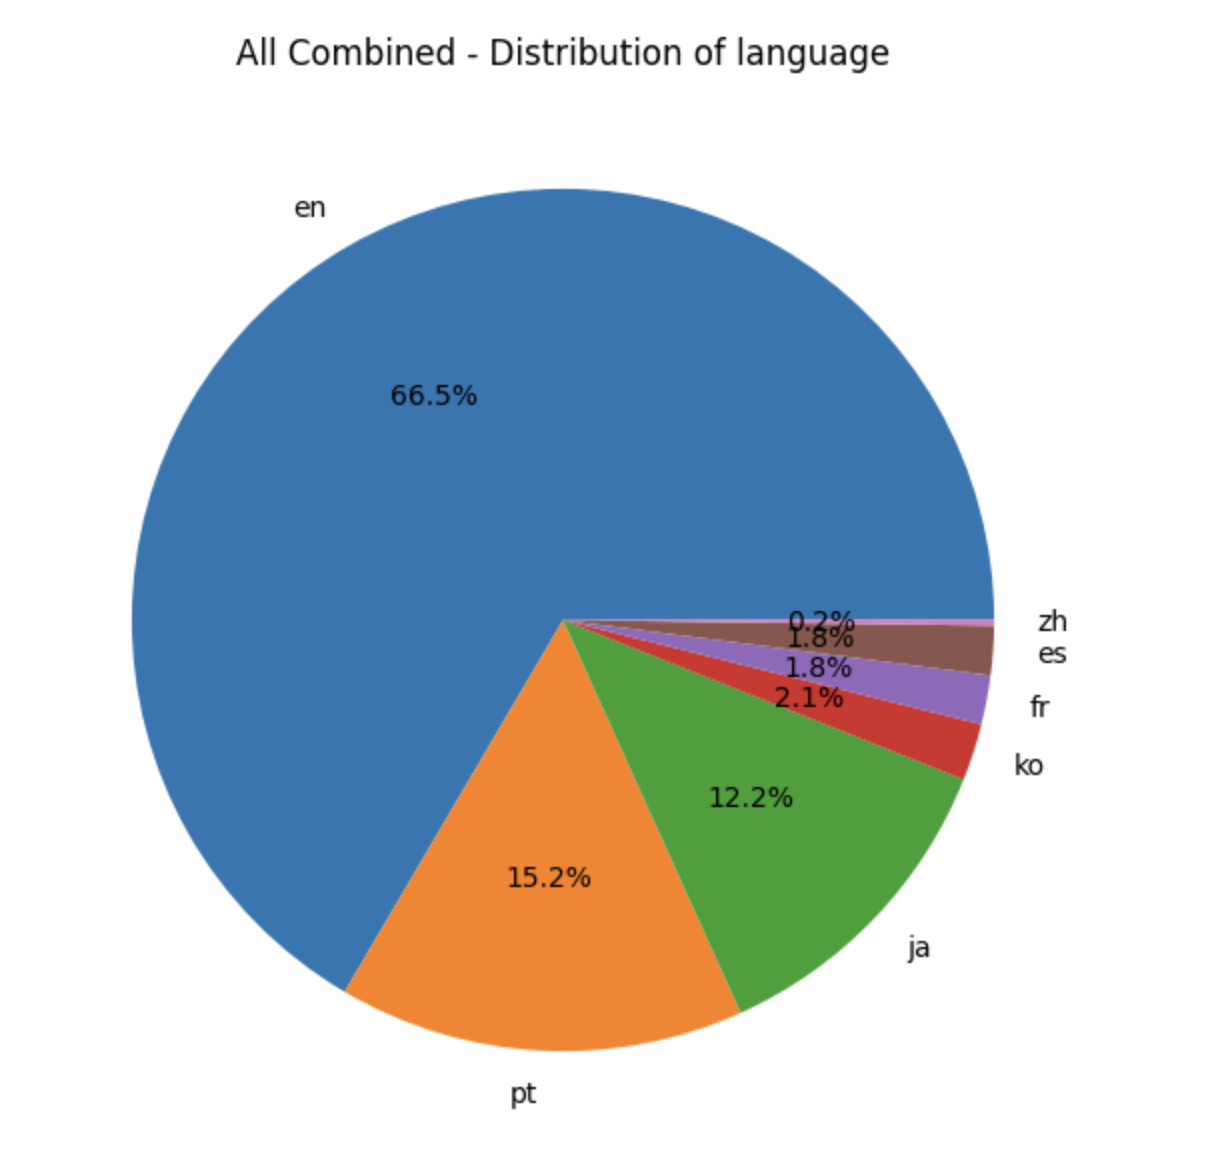 All Combined - Distribution of language
en
66.5%
0.2%
zh
1.8%
es
1.8%
fr
2.1%
ko
12.2%
15.2%
ja
pt